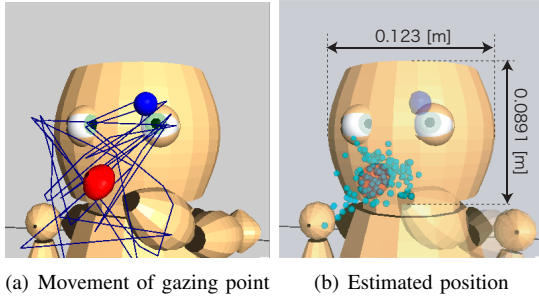 0.123 [m]
0.0891 [m]
(a) Movement of gazing point
(b) Estimated position